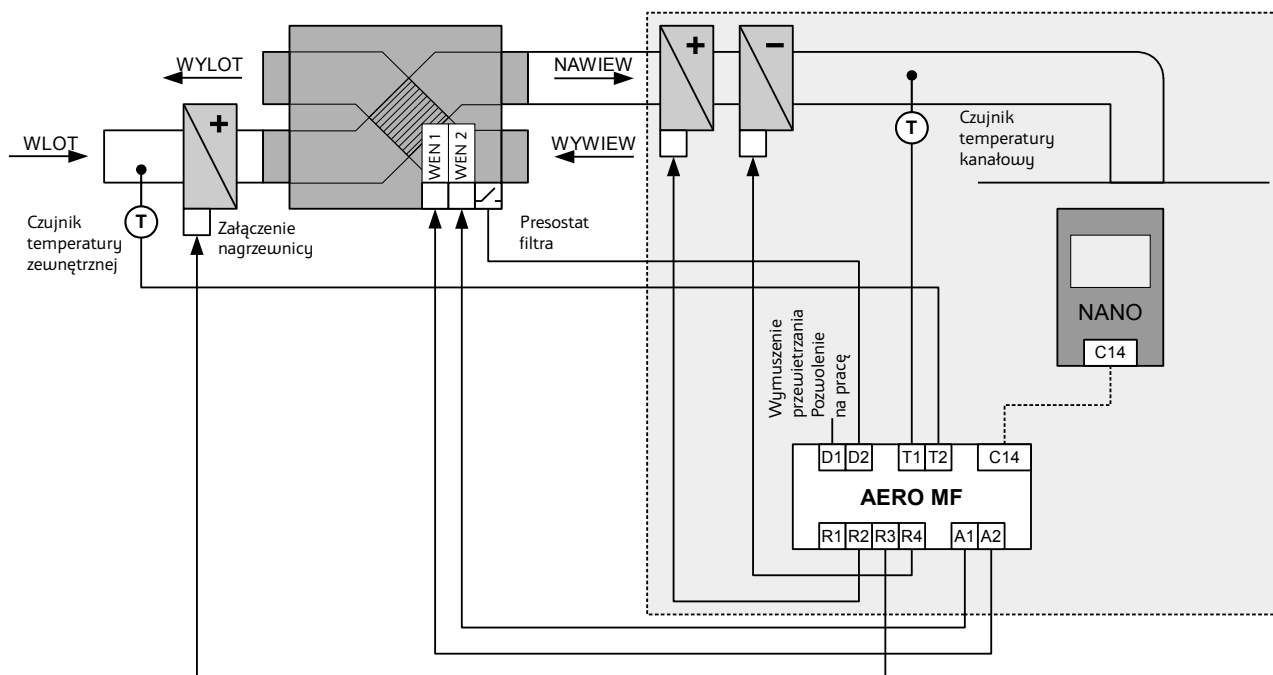 +
−
WYLOT
NAWIEW
WLOT
+
WEN 1
WEN 2
WYWIEW
T
Czujnik
temperatury
kanałowy
Czujnik
temperatury
zewnętrznej
T
Załączenie
nagrzewnicy
Presostat
filtra
NANO
C14
Wymuszenie
przewietrzania
Pozwolenie
na pracę
D1
D2
T1
T2
C14
AERO MF
R1
R2
R3
R4
A1
A2